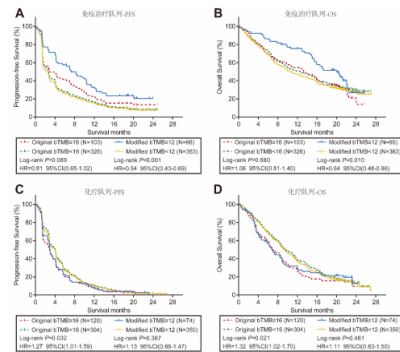 免疫治疗队列-PFS
免疫治疗队列-OS
A
B
Progression-free Survival (%)
Overall Survival (%)
Survival months
Survival months
Original bTMB≥16 (N=103) Modified bTMB≥12 (N=66)
Original bTMB<16 (N=326) Modified bTMB<12 (N=363)
Log-rank P=0.089 Log-rank P=0.001
HR=0.81 95%CI(0.65-1.02) HR=0.54 95%CI(0.43-0.69)
Original bTMB≥16 (N=103) Modified bTMB≥12 (N=66)
Original bTMB<16 (N=326) Modified bTMB<12 (N=363)
Log-rank P=0.680 Log-rank P=0.010
HR=1.06 95%CI(0.81-1.40) HR=0.64 95%CI(0.48-0.86)
化疗队列-PFS
化疗队列-OS
C
D
Progression-free Survival (%)
Overall Survival (%)
Survival months
Survival months
Original bTMB≥16 (N=120) Modified bTMB≥12 (N=74)
Original bTMB<16 (N=304) Modified bTMB<12 (N=350)
Log-rank P=0.032 Log-rank P=0.367
HR=1.27 95%CI(1.01-1.59) HR=1.13 95%CI(0.86-1.47)
Original bTMB≥16 (N=120) Modified bTMB≥12 (N=74)
Original bTMB<16 (N=304) Modified bTMB<12 (N=350)
Log-rank P=0.021 Log-rank P=0.461
HR=1.32 95%CI(1.02-1.70) HR=1.11 95%CI(0.83-1.50)